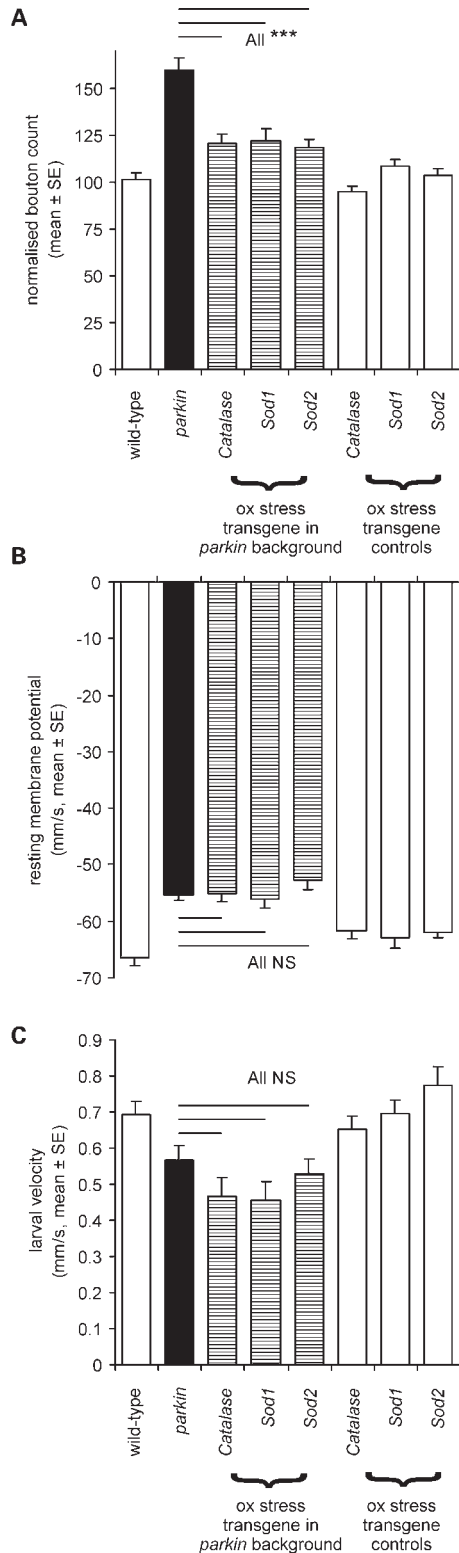 A
All ***
normalised bouton count
(mean ± SE)
150
125
100
75
50
25
0
wild-type
parkin
Catalase
Sod1
Sod2
Catalase
Sod1
Sod2
ox stress
transgene in
parkin background
ox stress
transgene
controls
B
resting membrane potential
(mm/s, mean ± SE)
0
-10
-20
-30
-40
-50
-60
-70
All NS
C
larval velocity
(mm/s, mean ± SE)
0.9
0.8
0.7
0.6
0.5
0.4
0.3
0.2
0.1
0
All NS
wild-type
parkin
Catalase
Sod1
Sod2
Catalase
Sod1
Sod2
ox stress
transgene in
parkin background
ox stress
transgene
controls